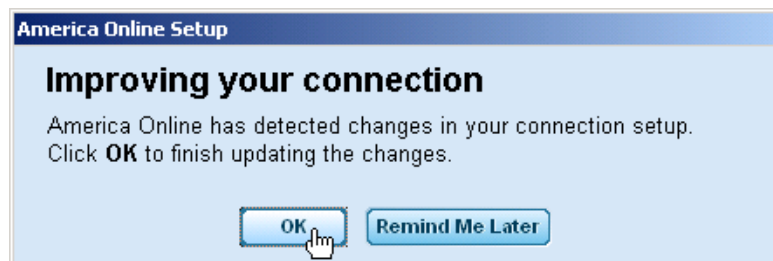 America Online Setup
Improving your connection
America Online has detected changes in your connection setup.
Click OK to finish updating the changes.
OK Remind Me Later